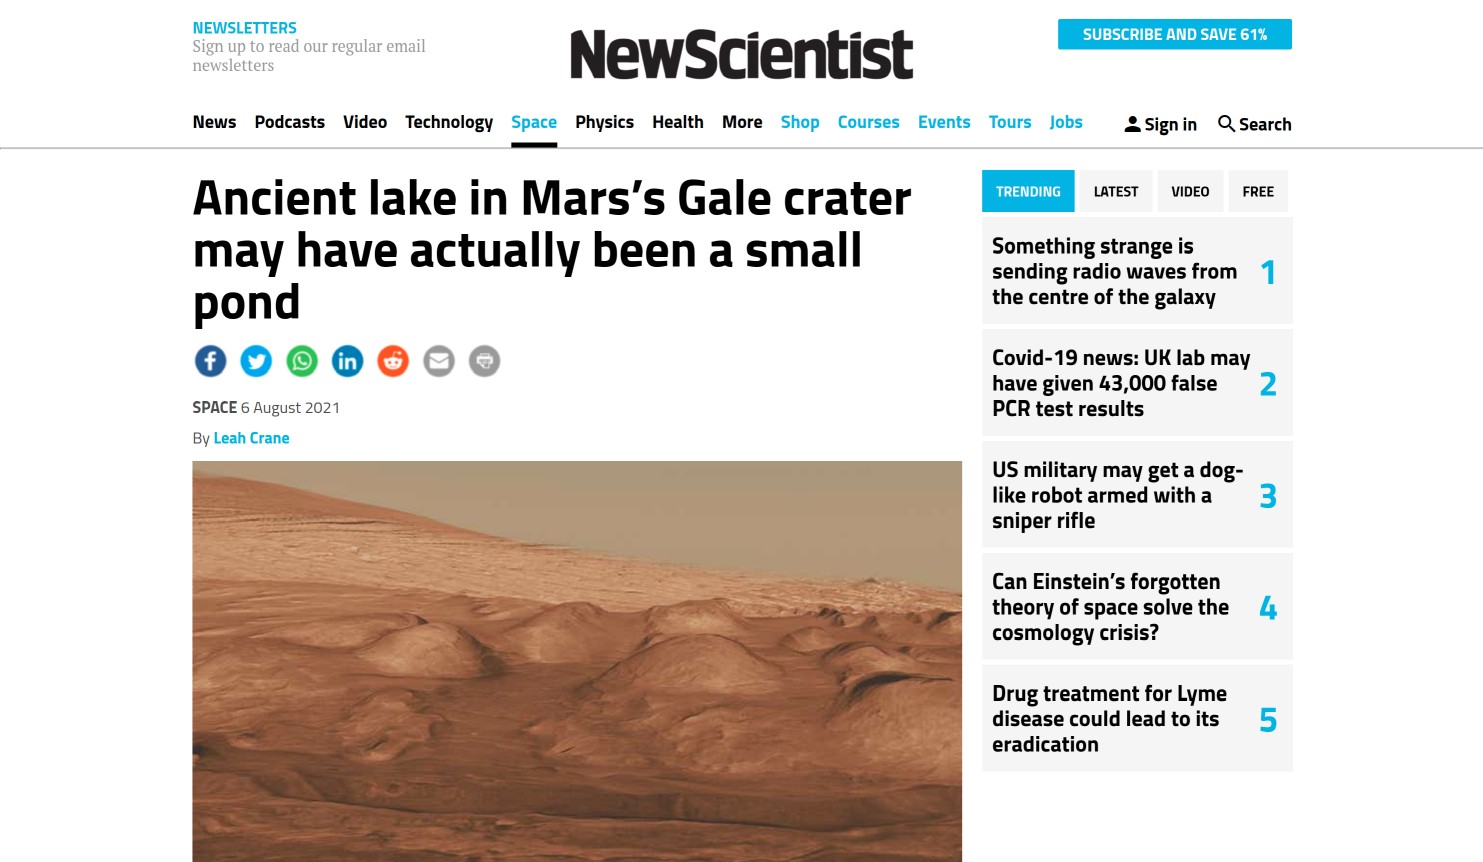 NEWSLETTERS
Sign up to read our regular email
newsletters
NewScientist
SUBSCRIBE AND SAVE 61%
News Podcasts Video Technology Space Physics Health More Shop Courses Events Tours Jobs Sign in Search
Ancient lake in Mars’s Gale crater
may have actually been a small
pond
SPACE 6 August 2021
By Leah Crane
TRENDING LATEST VIDEO FREE
Something strange is
sending radio waves from
the centre of the galaxy
1
Covid-19 news: UK lab may
have given 43,000 false
PCR test results
2
US military may get a dog-
like robot armed with a
sniper rifle
3
Can Einstein’s forgotten
theory of space solve the
cosmology crisis?
4
Drug treatment for Lyme
disease could lead to its
eradication
5